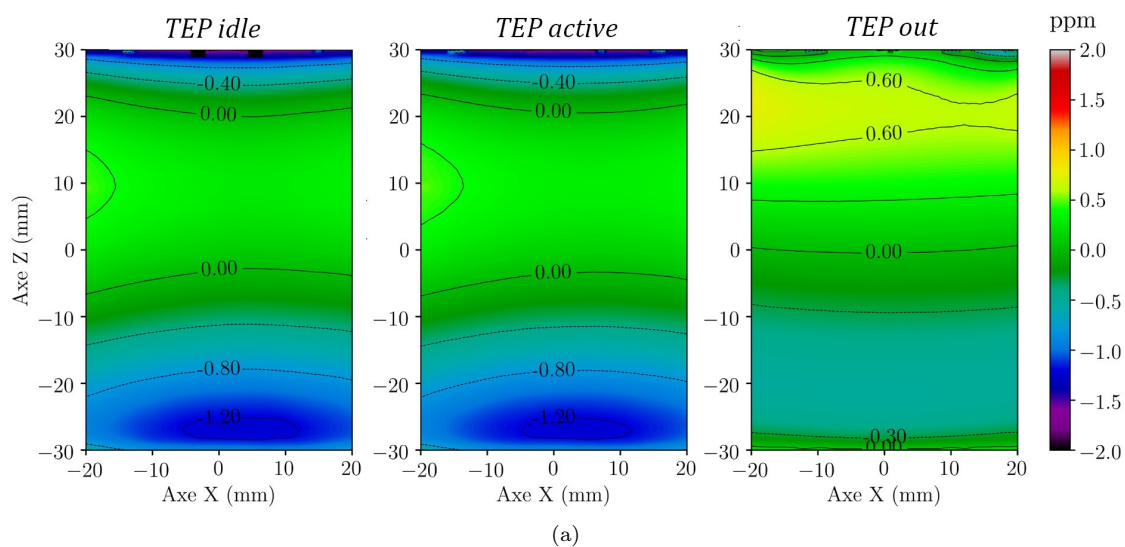 TEP idle TEP active TEP out ppm
30 30 30 2.0
-0.40 -0.40 0.60
0.00 0.00 0.60
20 20 20 1.5
10 10 10 1.0
0.5
Axe Z (mm)
0 0 0 0.00 0.0
0.00 0.00
−10 −10 −10 −0.5
-0.80 -0.80
−20 −20 −20 −1.0
-1.20 -1.20 -0.30 −1.5
0.00
−30 −30 −30 −2.0
−20 −10 0 10 20 −20 −10 0 10 20 −20 −10 0 10 20
Axe X (mm) Axe X (mm) Axe X (mm)
(a)